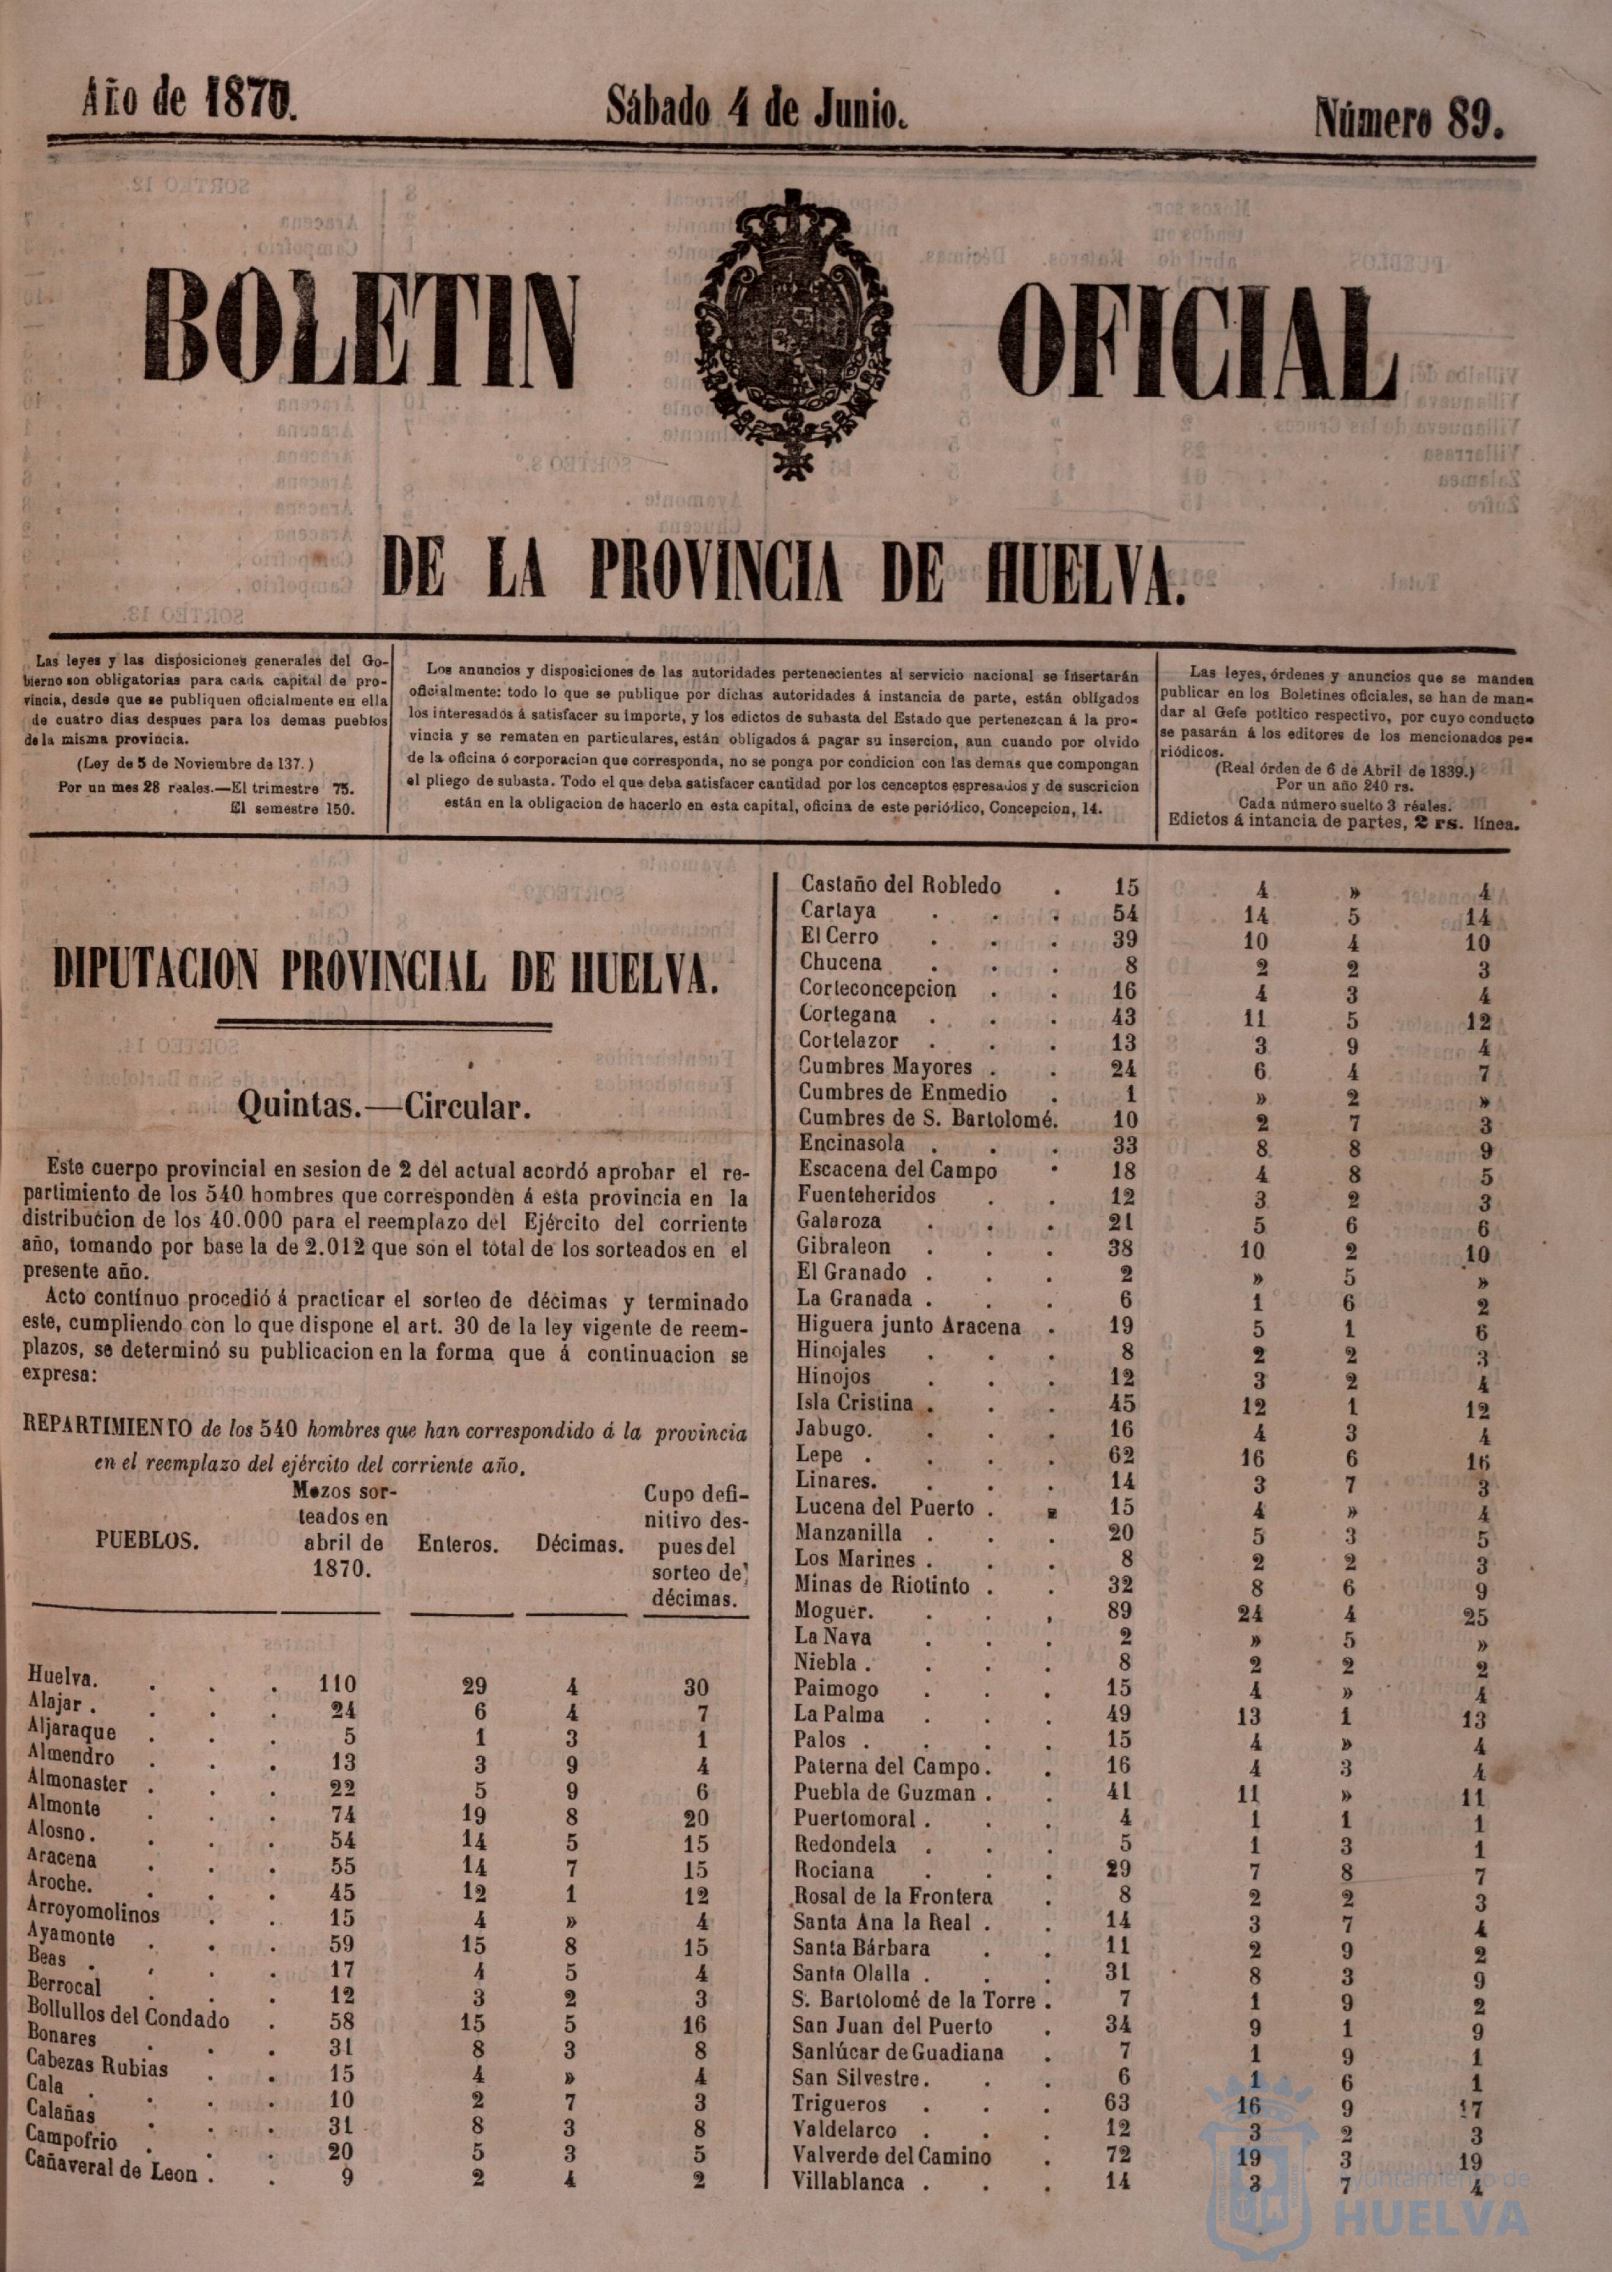 Año de 1870.
Sábado 4 de Junio.
Número 89.
BOLETIN OFICIAL
DE LA PROVINCIA DE HUELVA.
Las leyes y las disposiciones generales del Go-
bierno son obligatorias para cada capital de pro-
vincia, desde que se publiquen oficialmente en ella
de cuatro dias despues para los demas pueblos
de la misma provincia.
(Ley de 5 de Noviembre de 137.)
Por un mes 28 reales.—El trimestre 75.
El semestre 150.
Los anuncios y disposiciones de las autoridades pertenecientes al servicio nacional se insertarán
oficialmente: todo lo que se publique por dichas autoridades á instancia de parte, están obligados
los interesados á satisfacer su importe, y los edictos de subasta del Estado que pertenezcan á la pro-
vincia y se rematen en particulares, están obligados á pagar su insercion, aun cuando por olvido
de la oficina ó corporacion que corresponda, no se ponga por condicion con las demas que compongan
el pliego de subasta. Todo el que deba satisfacer cantidad por los conceptos espresados y de suscricion
están en la obligacion de hacerlo en esta capital, oficina de este periódico, Concepcion, 14.
Las leyes, órdenes y anuncios que se manden
publicar en los Boletines oficiales, se han de man-
dar al Gefe potltico respectivo, por cuyo conducto
se pasarán á los editores de los mencionados pe-
riódicos.
(Real órden de 6 de Abril de 1839.)
Por un año 240 rs.
Cada número suelto 3 réales.
Edictos á intancia de partes, 2 rs. línea.
DIPUTACION PROVINCIAL DE HUELVA.
Quintas.—Circular.
Este cuerpo provincial en sesion de 2 del actual acordó aprobar el re-
partimiento de los 540 hombres que corresponden á esta provincia en la
distribucion de los 40.000 para el reemplazo del Ejército del corriente
año, tomando por base la de 2.012 que son el total de los sorteados en el
presente año.
Acto contínuo procedió á practicar el sorteo de décimas y terminado
este, cumpliendo con lo que dispone el art. 30 de la ley vigente de reem-
plazos, se determinó su publicacion en la forma que á continuacion se
expresa:
REPARTIMIENTO de los 540 hombres que han correspondido á la provincia
en el reemplazo del ejército del corriente año.
PUEBLOS.
Mozos sor-
teados en
abril de
1870.
Enteros.
Décimas.
Cupo defi-
nitivo des-
pues del
sorteo de
décimas.
Huelva. . . . 110 29 4 30
Alajar . . . . 24 6 4 7
Aljaraque . . . 5 1 3 1
Almendro . . . 13 3 9 4
Almonaster . . . 22 5 9 6
Almonte . . . 74 19 8 20
Alosno . . . . 54 14 5 15
Aracena . . . 55 14 7 15
Aroche. . . . 45 12 1 12
Arroyomolinos . . 15 4 » 4
Ayamonte . . . 59 15 8 15
Beas . . . . 17 4 5 4
Berrocal . . . 12 3 2 3
Bollullos del Condado . 58 15 5 16
Bonares . . . 31 8 3 8
Cabezas Rubias . . 15 4 » 4
Cala . . . . 10 2 7 3
Calañas . . . 31 8 3 8
Campofrio . . . 20 5 3 5
Cañaveral de Leon . . 9 2 4 2
Castaño del Robledo . 15 4 » 4
Cartaya . . . 54 14 5 14
El Cerro . . . 39 10 4 10
Chucena . . . 8 2 2 3
Corteconcepcion . . 16 4 3 4
Cortegana . . . 43 11 5 12
Cortelazor . . . 13 3 9 4
Cumbres Mayores . . 24 6 4 7
Cumbres de Enmedio . 1 » 2 »
Cumbres de S. Bartolomé. 10 2 7 3
Encinasola . . . 33 8 8 9
Escacena del Campo . 18 4 8 5
Fuenteheridos . . 12 3 2 3
Galaroza . . . 21 5 6 6
Gibraleon . . . 38 10 2 10
El Granado . . . 2 » 5 »
La Granada . . . 6 1 6 2
Higuera junto Aracena . 19 5 1 6
Hinojales . . . 8 2 2 3
Hinojos . . . 12 3 2 4
Isla Cristina . . . 45 12 1 12
Jabugo. . . . 16 4 3 4
Lepe . . . . 62 16 6 16
Linares. . . . 14 3 7 3
Lucena del Puerto . . 15 4 » 4
Manzanilla . . . 20 5 3 5
Los Marines . . . 8 2 2 3
Minas de Riotinto . . 32 8 6 9
Moguer. . . . 89 24 4 25
La Nava . . . 2 » 5 »
Niebla . . . . 8 2 2 2
Paimogo . . . 15 4 » 4
La Palma . . . 49 13 1 13
Palos . . . . 15 4 » 4
Paterna del Campo. . 16 4 3 4
Puebla de Guzman . . 41 11 » 11
Puertomoral . . . 4 1 1 1
Redondela . . . 5 1 3 1
Rociana . . . 29 7 8 7
Rosal de la Frontera . 8 2 2 3
Santa Ana la Real . . 14 3 7 4
Santa Bárbara . . 11 2 9 2
Santa Olalla . . . 31 8 3 9
S. Bartolomé de la Torre . 7 1 9 2
San Juan del Puerto . 34 9 1 9
Sanlúcar de Guadiana . 7 1 9 1
San Silvestre. . . 6 1 6 1
Trigueros . . . 63 16 9 17
Valdelarco . . . 12 3 2 3
Valverde del Camino . 72 19 3 19
Villablanca . . . 14 3 7 4
Ayuntamiento de
HUELVA